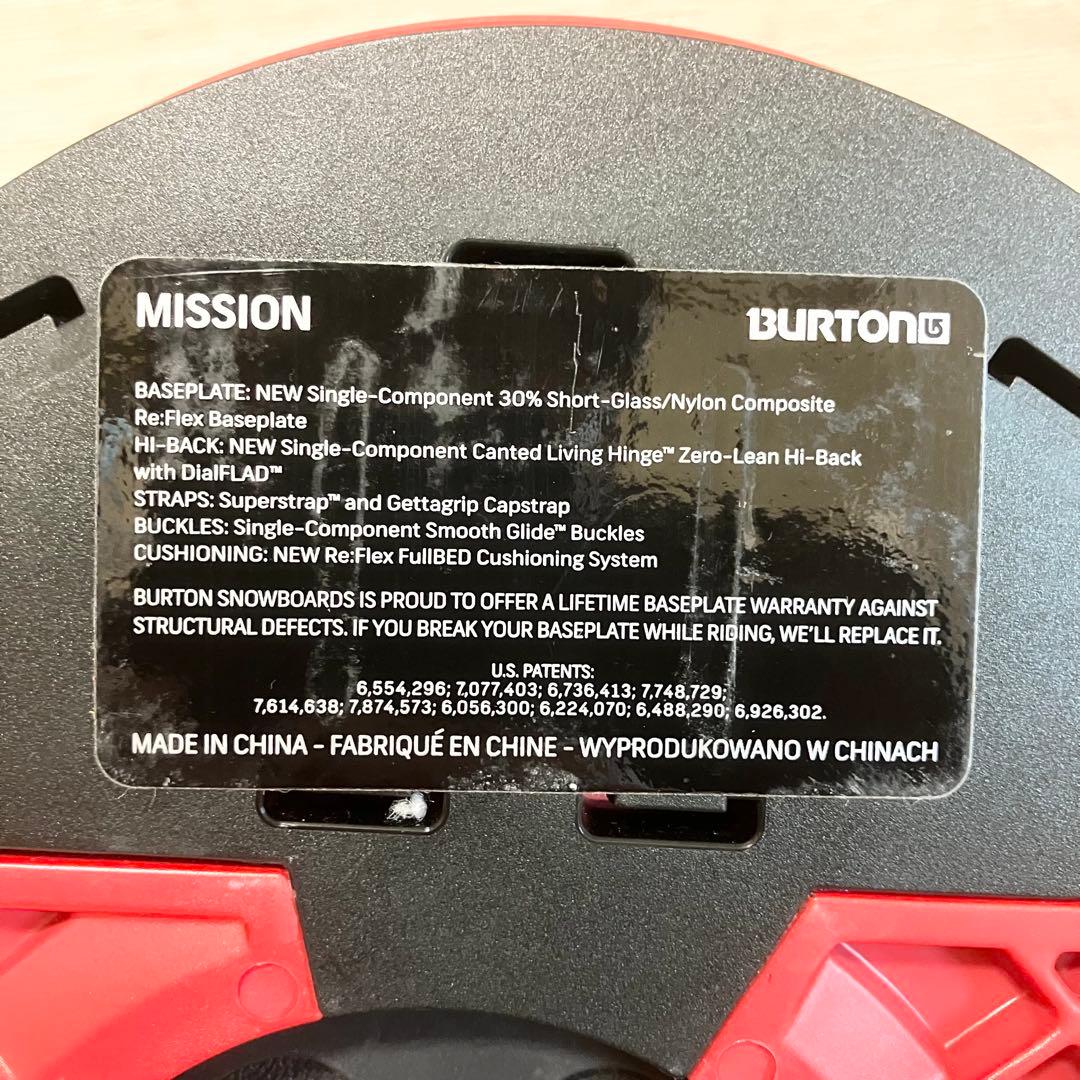 MISSION
BURTON
BASEPLATE: NEW Single-Component 30% Short-Glass/Nylon Composite
Re:Flex Baseplate
HI-BACK: NEW Single-Component Canted Living Hinge™ Zero-Lean Hi-Back
with DialFLAD™
STRAPS: Superstrap™ and Gettagrip Capstrap
BUCKLES: Single-Component Smooth Glide™ Buckles
CUSHIONING: NEW Re:Flex FullBED Cushioning System
BURTON SNOWBOARDS IS PROUD TO OFFER A LIFETIME BASEPLATE WARRANTY AGAINST
STRUCTURAL DEFECTS. IF YOU BREAK YOUR BASEPLATE WHILE RIDING, WE'LL REPLACE IT.
U.S. PATENTS:
6,554,296; 7,077,403; 6,736,413; 7,748,729;
7,614,638; 7,874,573; 6,056,300; 6,224,070; 6,488,290; 6,926,302.
MADE IN CHINA - FABRIQUÉ EN CHINE - WYPRODUKOWANO W CHINACH